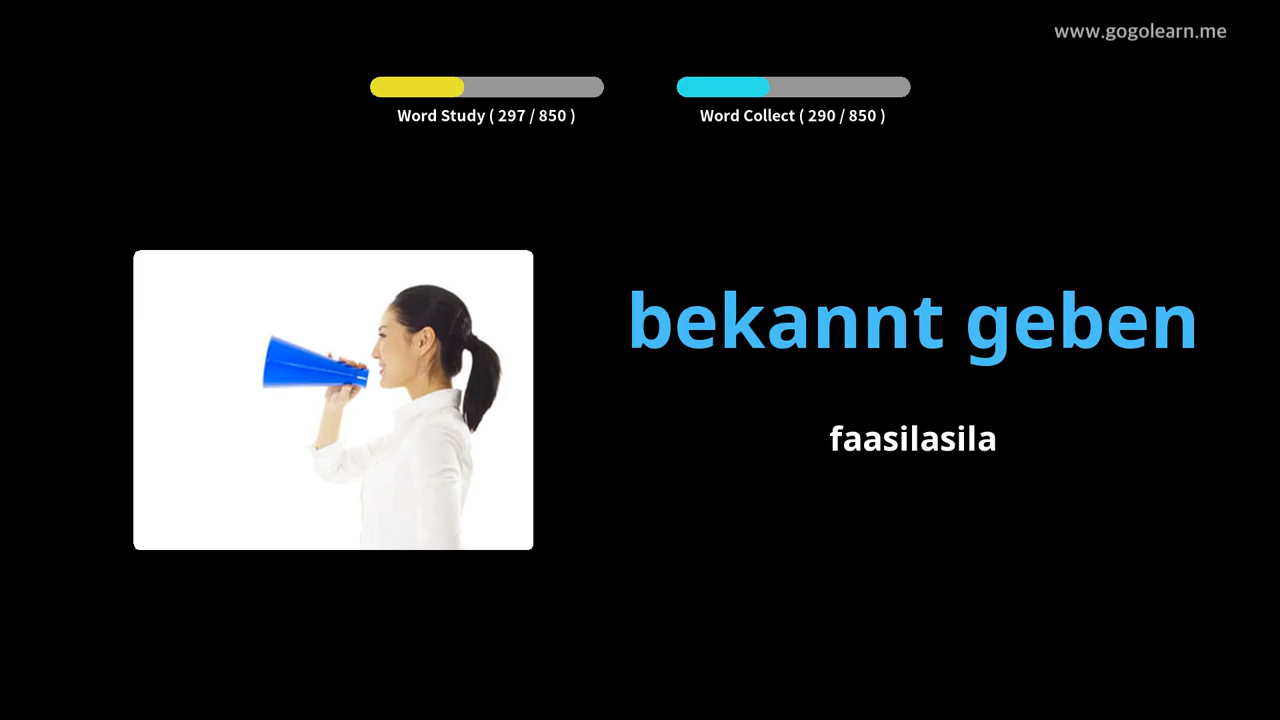 www.gogolearn.me
Word Study ( 297 / 850 )
Word Collect ( 290 / 850 )
bekannt geben
faasilasila